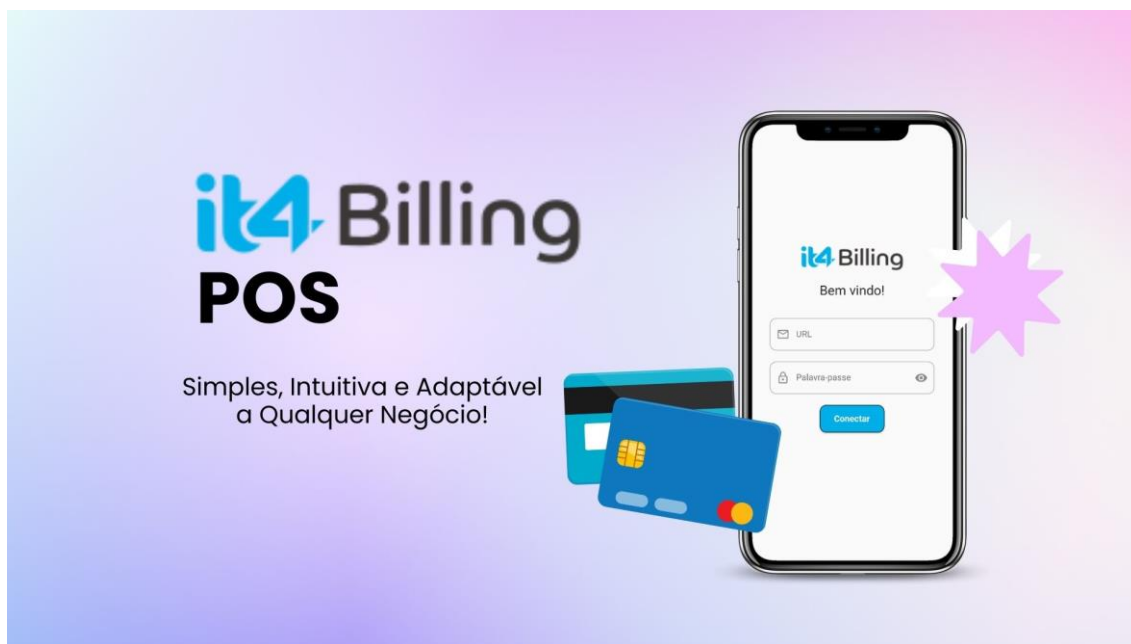 it4 Billing
POS
Simples, Intuitiva e Adaptável
a Qualquer Negócio!
it4 Billing
Bem vindo!
URL
Palavra-passe
Conectar